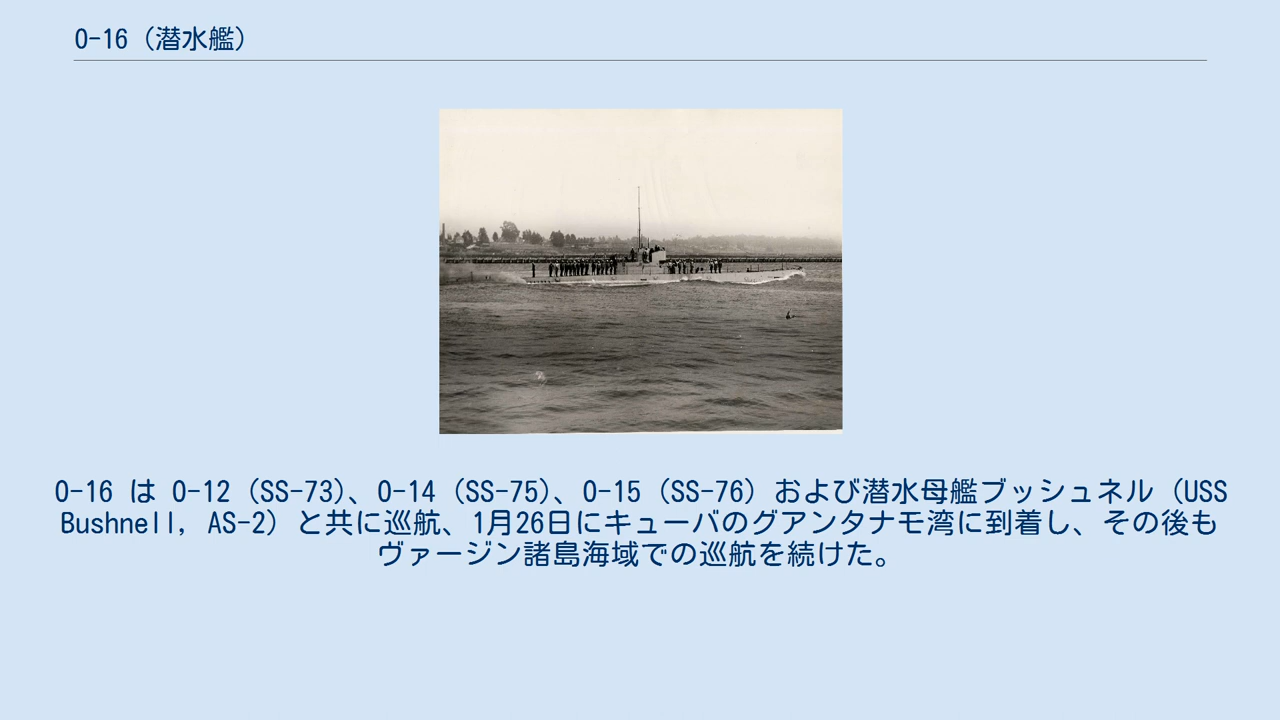 O-16 (潜水艦)
O-16 は O-12 (SS-73)、O-14 (SS-75)、O-15 (SS-76) および潜水母艦ブッシュネル (USS
Bushnell, AS-2) と共に巡航、1月26日にキューバのグアンタナモ湾に到着し、その後も
ヴァージン諸島海域での巡航を続けた。